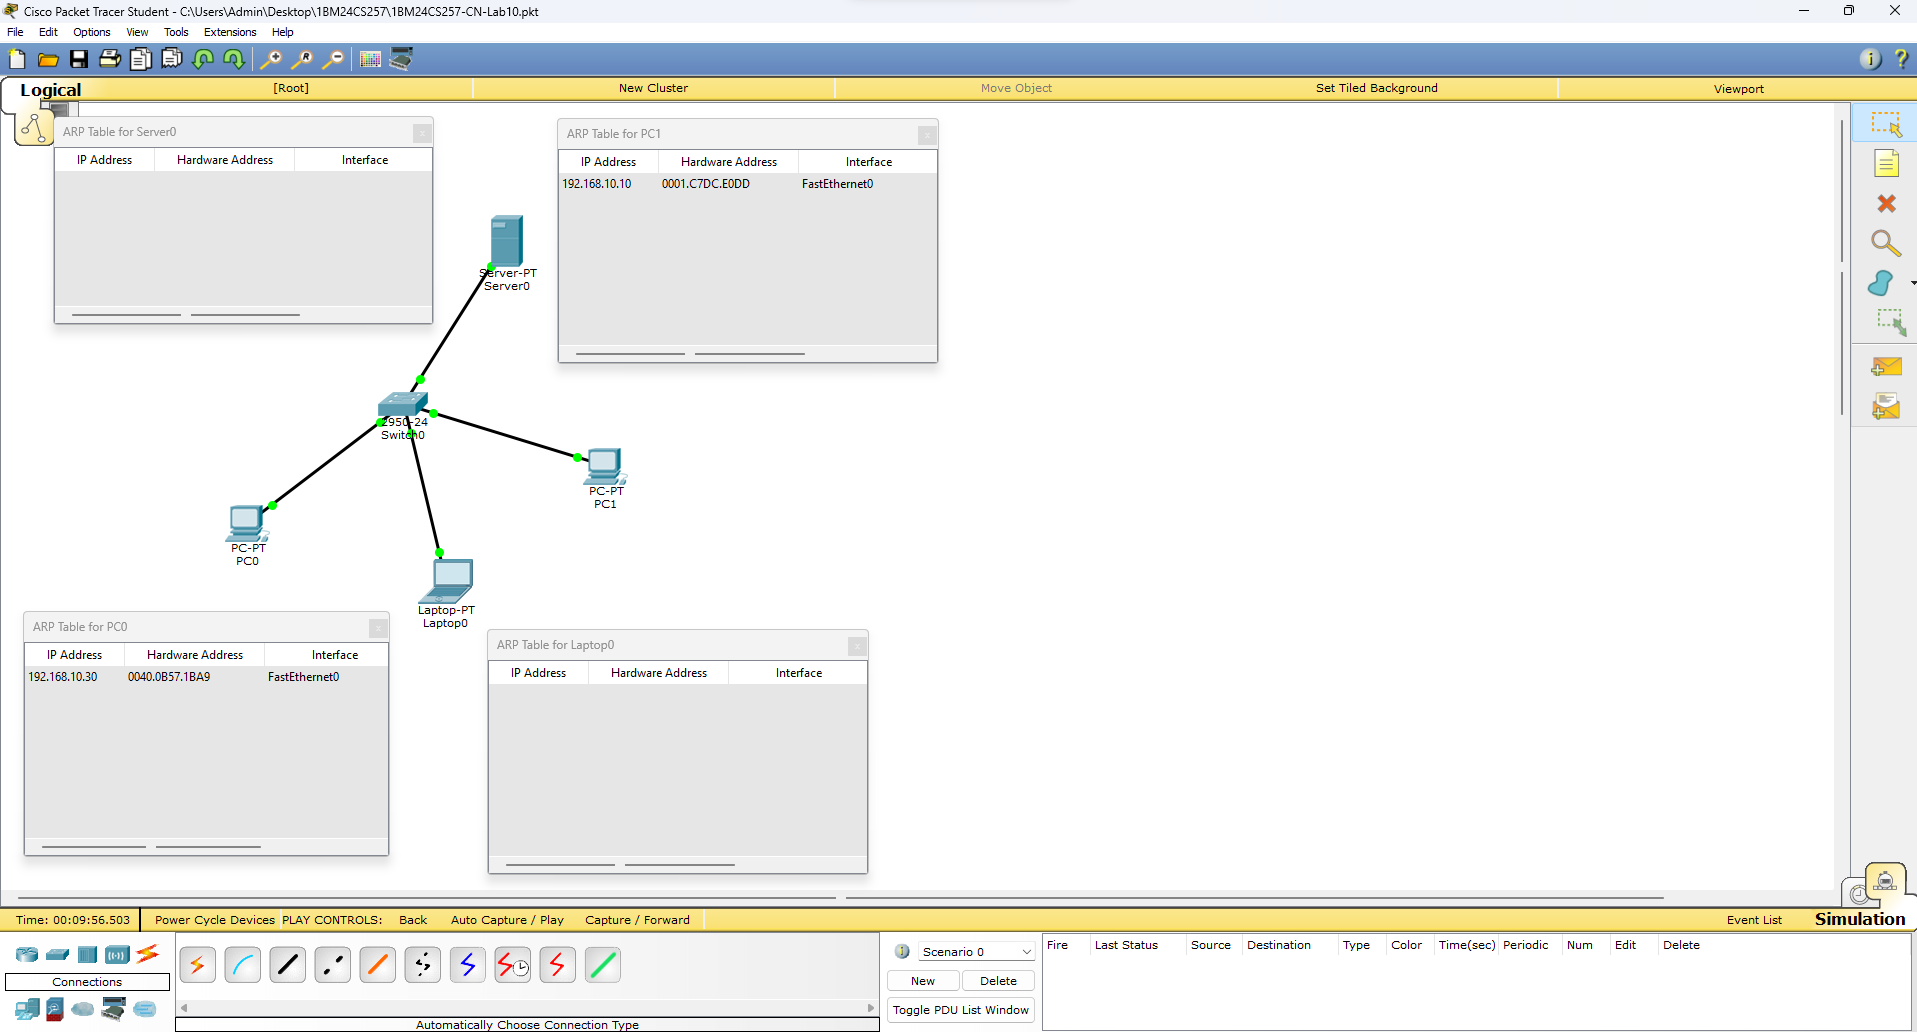 Cisco Packet Tracer Student - C:\Users\Admin\Desktop\1BM24CS257\1BM24CS257-CN-Lab10.pkt
File Edit Options View Tools Extensions Help
Logical [Root] New Cluster Move Object Set Tiled Background Viewport
ARP Table for Server0
IP Address Hardware Address Interface
ARP Table for PC1
IP Address Hardware Address Interface
192.168.10.10 0001.C7DC.E0DD FastEthernet0
Server-PT
Server0
2950-24
Switch0
PC-PT
PC1
PC-PT
PC0
Laptop-PT
Laptop0
ARP Table for PC0
IP Address Hardware Address Interface
192.168.10.30 0040.0B57.1BA9 FastEthernet0
ARP Table for Laptop0
IP Address Hardware Address Interface
Time: 00:09:56.503 Power Cycle Devices PLAY CONTROLS: Back Auto Capture / Play Capture / Forward Event List Simulation
Connections
Automatically Choose Connection Type
Scenario 0
New Delete
Toggle PDU List Window
Fire Last Status Source Destination Type Color Time(sec) Periodic Num Edit Delete